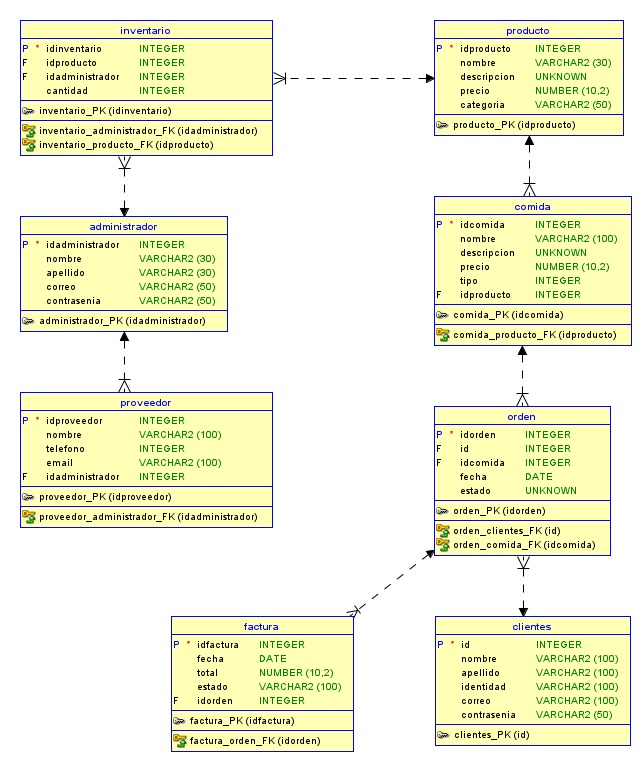 inventario
P * idinventario INTEGER
F idproducto INTEGER
F idadministrador INTEGER
cantidad INTEGER
inventario_PK (idinventario)
inventario_administrador_FK (idadministrador)
inventario_producto_FK (idproducto)
producto
P * idproducto INTEGER
nombre VARCHAR2 (30)
descripcion UNKNOWN
precio NUMBER (10,2)
categoria VARCHAR2 (50)
producto_PK (idproducto)
administrador
P * idadministrador INTEGER
nombre VARCHAR2 (30)
apellido VARCHAR2 (30)
correo VARCHAR2 (50)
contrasenia VARCHAR2 (50)
administrador_PK (idadministrador)
comida
P * idcomida INTEGER
nombre VARCHAR2 (100)
descripcion UNKNOWN
precio NUMBER (10,2)
tipo INTEGER
F idproducto INTEGER
comida_PK (idcomida)
comida_producto_FK (idproducto)
proveedor
P * idproveedor INTEGER
nombre VARCHAR2 (100)
telefono INTEGER
email VARCHAR2 (100)
F idadministrador INTEGER
proveedor_PK (idproveedor)
proveedor_administrador_FK (idadministrador)
orden
P * idorden INTEGER
F id INTEGER
F idcomida INTEGER
fecha DATE
estado UNKNOWN
orden_PK (idorden)
orden_clientes_FK (id)
orden_comida_FK (idcomida)
factura
P * idfactura INTEGER
fecha DATE
total NUMBER (10,2)
estado VARCHAR2 (100)
F idorden INTEGER
factura_PK (idfactura)
factura_orden_FK (idorden)
clientes
P * id INTEGER
nombre VARCHAR2 (100)
apellido VARCHAR2 (100)
identidad VARCHAR2 (100)
correo VARCHAR2 (100)
contrasenia VARCHAR2 (50)
clientes_PK (id)